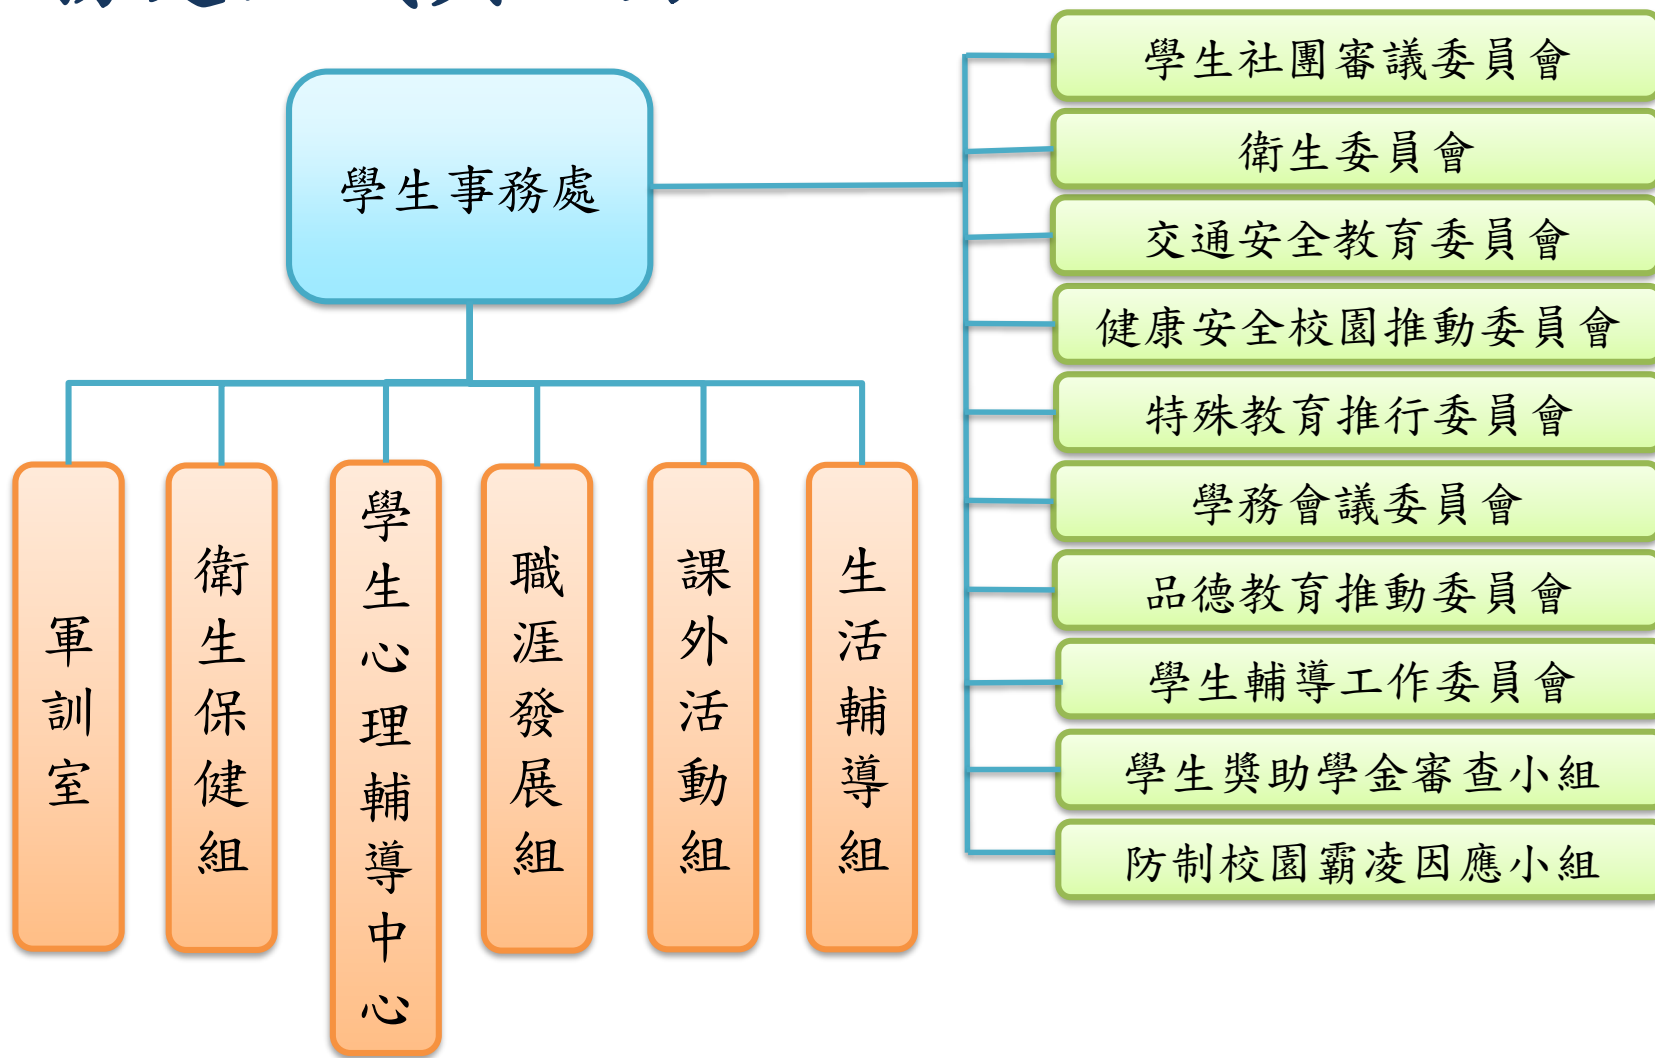 學生事務處
學生社團審議委員會
衛生委員會
交通安全教育委員會
健康安全校園推動委員會
特殊教育推行委員會
學務會議委員會
品德教育推動委員會
學生輔導工作委員會
學生獎助學金審查小組
防制校園霸凌因應小組
軍訓室
衛生保健組
學生心理輔導中心
職涯發展組
課外活動組
生活輔導組